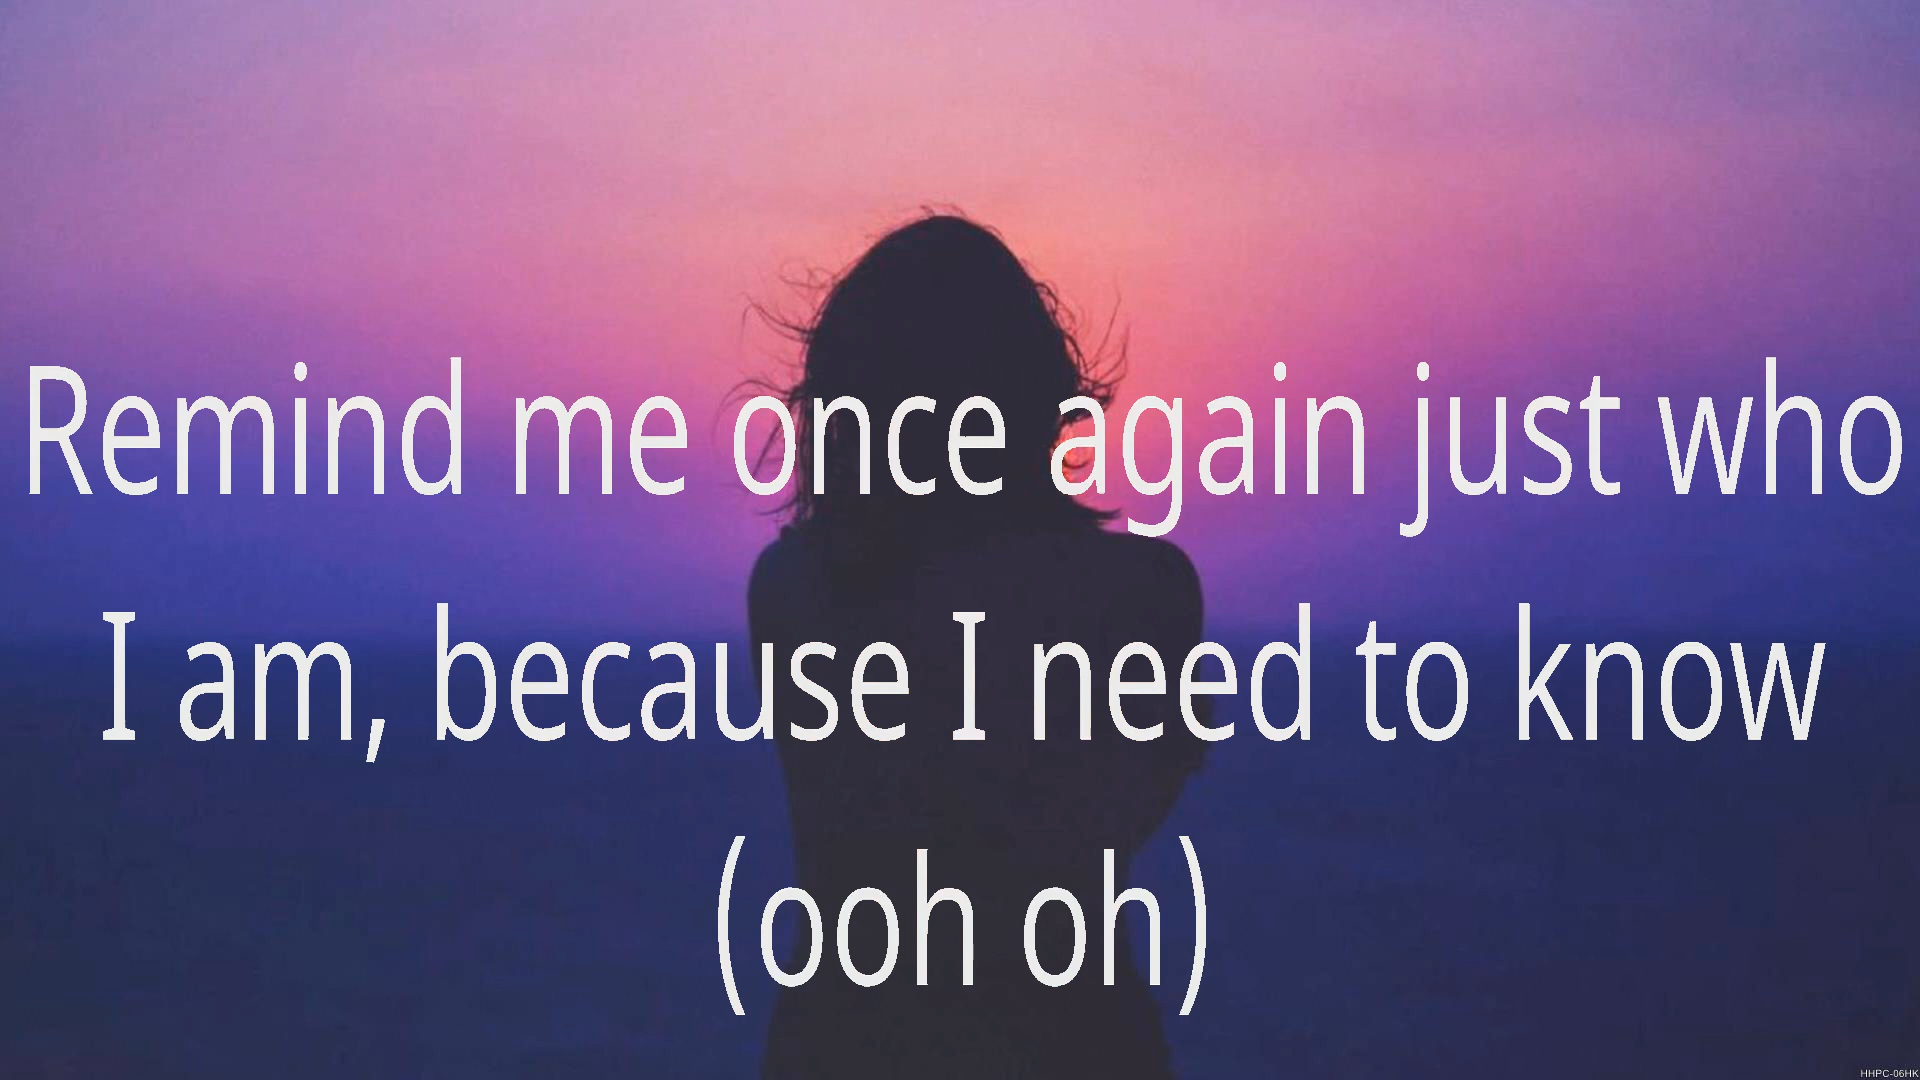 Remind me once again just who
I am, because I need to know
(ooh oh)
HHPC-06HK